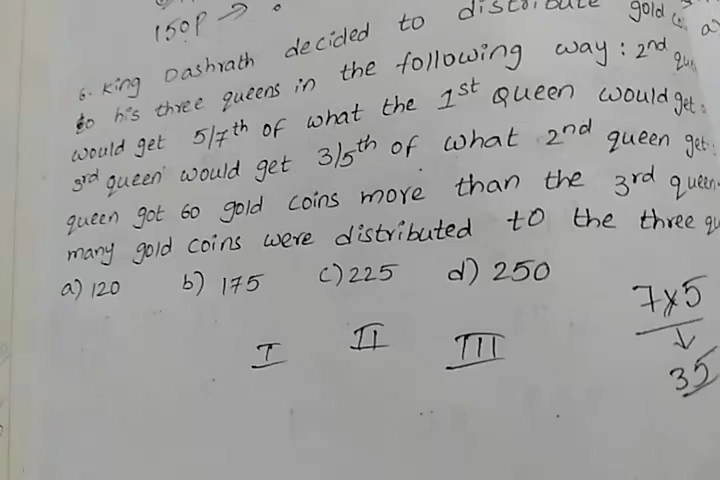 150P →
6. King Dashrath decided to distribute gold
to his three queens in the following way: 2nd
would get 5/7th of what the 1st Queen would get.
3rd queen would get 3/5th of what 2nd queen get.
queen got 60 gold coins more than the 3rd queen.
many gold coins were distributed to the three
a) 120 b) 175 c) 225 d) 250
7x5
I II III
35